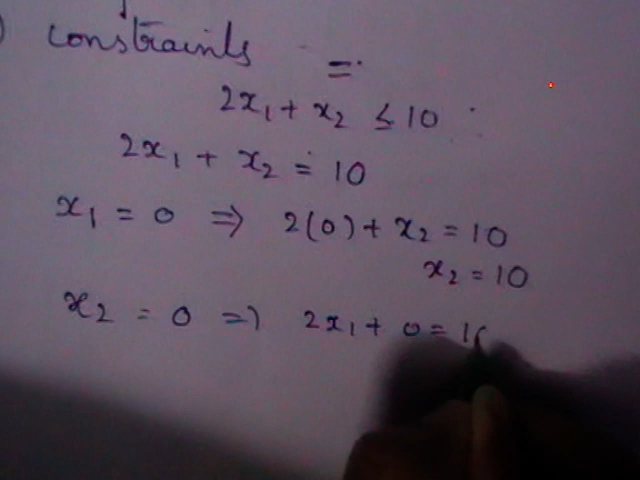 ) constraints =
2x₁ + x₂ ≤ 10
2x₁ + x₂ = 10
x₁ = 0 ⇒ 2(0) + x₂ = 10
x₂ = 10
x₂ = 0 ⇒ 2x₁ + 0 =